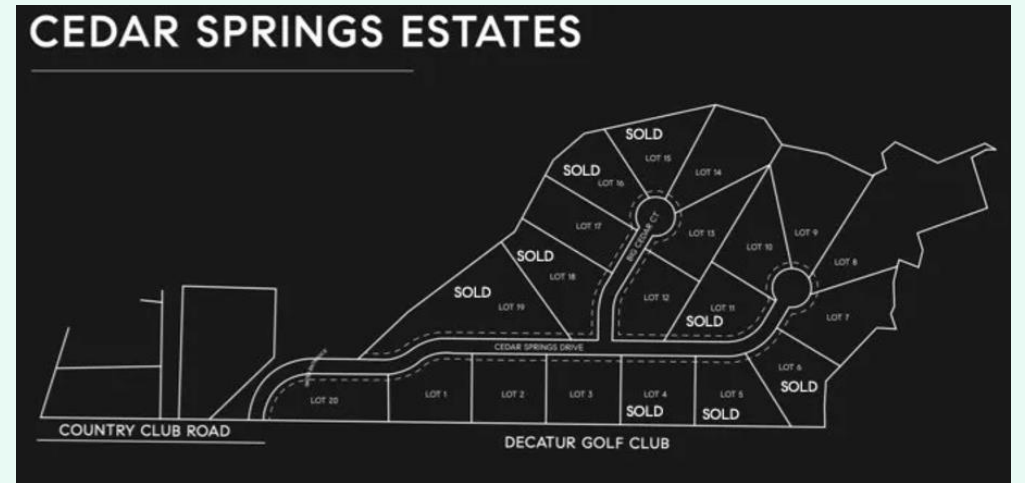 CEDAR SPRINGS ESTATES
SOLD
LOT 15
SOLD
LOT 16
LOT 14
LOT 17
BIG CEDAR CT
LOT 13
LOT 9
LOT 10
SOLD
LOT 18
LOT 8
SOLD
LOT 19
LOT 12
LOT 11
SOLD
LOT 7
CEDAR SPRINGS DRIVE
LOT 6
SOLD
LOT 20
LOT 1
LOT 2
LOT 3
LOT 4
SOLD
LOT 5
SOLD
COUNTRY CLUB ROAD
DECATUR GOLF CLUB